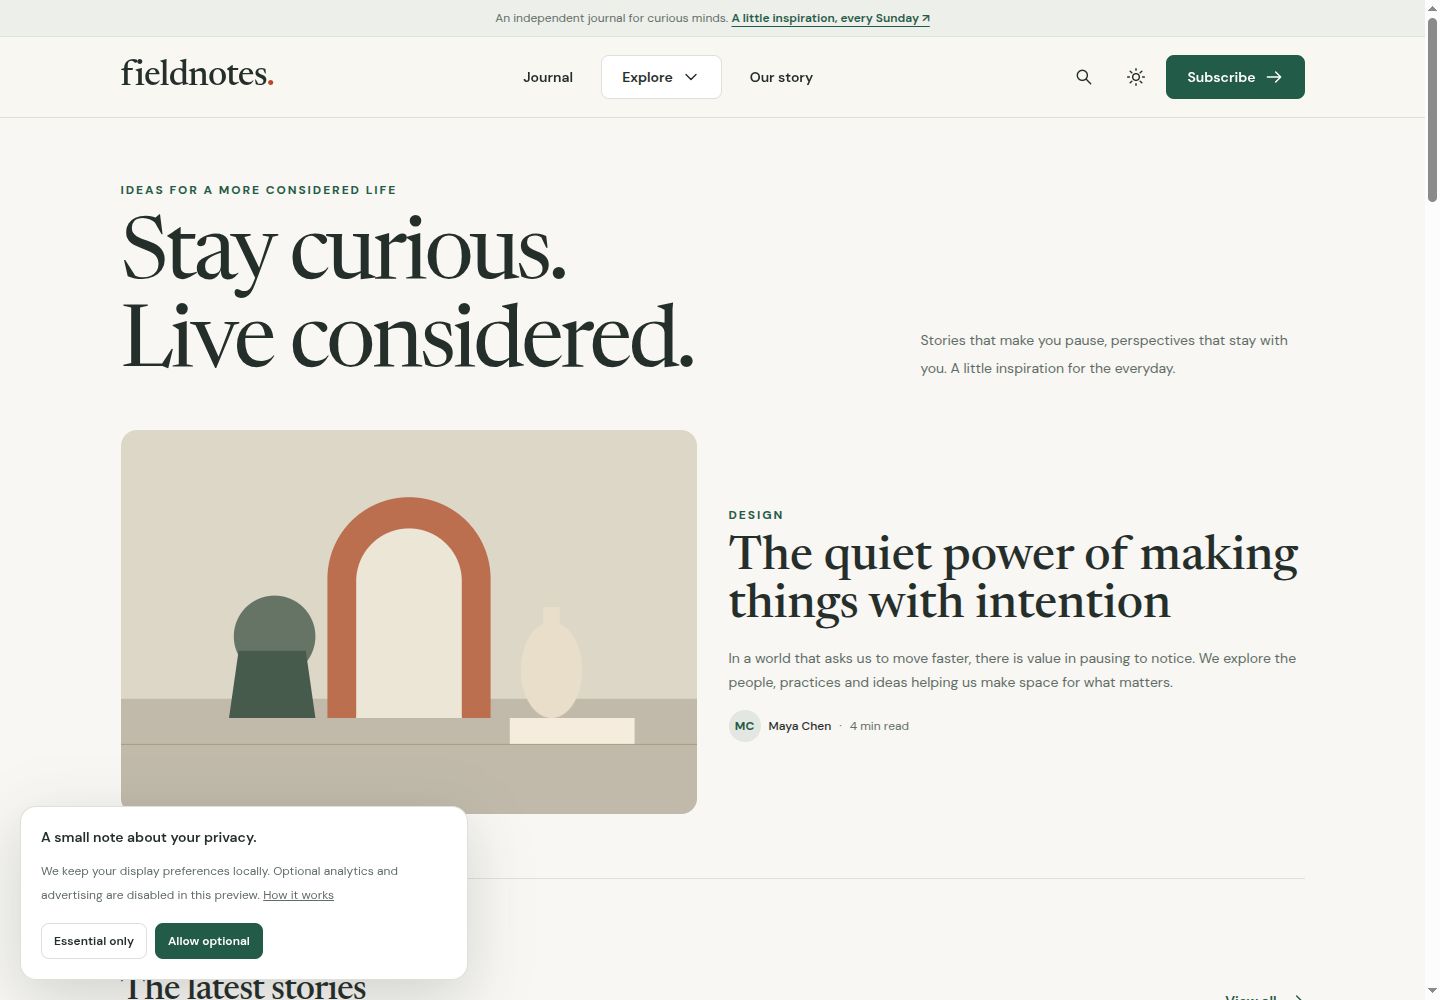 An independent journal for curious minds. A little inspiration, every Sunday ↗
fieldnotes.
Journal
Explore
Our story
Subscribe →
IDEAS FOR A MORE CONSIDERED LIFE
Stay curious.
Live considered.
Stories that make you pause, perspectives that stay with
you. A little inspiration for the everyday.
DESIGN
The quiet power of making
things with intention
In a world that asks us to move faster, there is value in pausing to notice. We explore the
people, practices and ideas helping us make space for what matters.
MC Maya Chen · 4 min read
A small note about your privacy.
We keep your display preferences locally. Optional analytics and
advertising are disabled in this preview. How it works
Essential only
Allow optional
The latest stories
View all